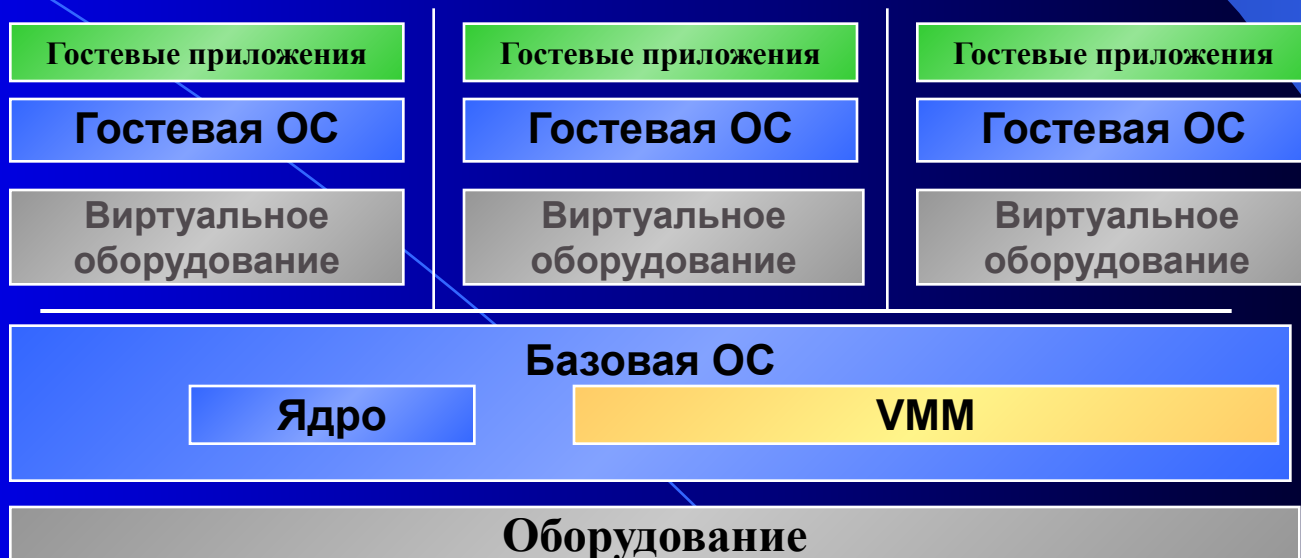 Гостевые приложения Гостевые приложения Гостевые приложения
Гостевая ОС Гостевая ОС Гостевая ОС
Виртуальное Виртуальное Виртуальное
оборудование оборудование оборудование
Базовая ОС
Ядро VMM
Оборудование